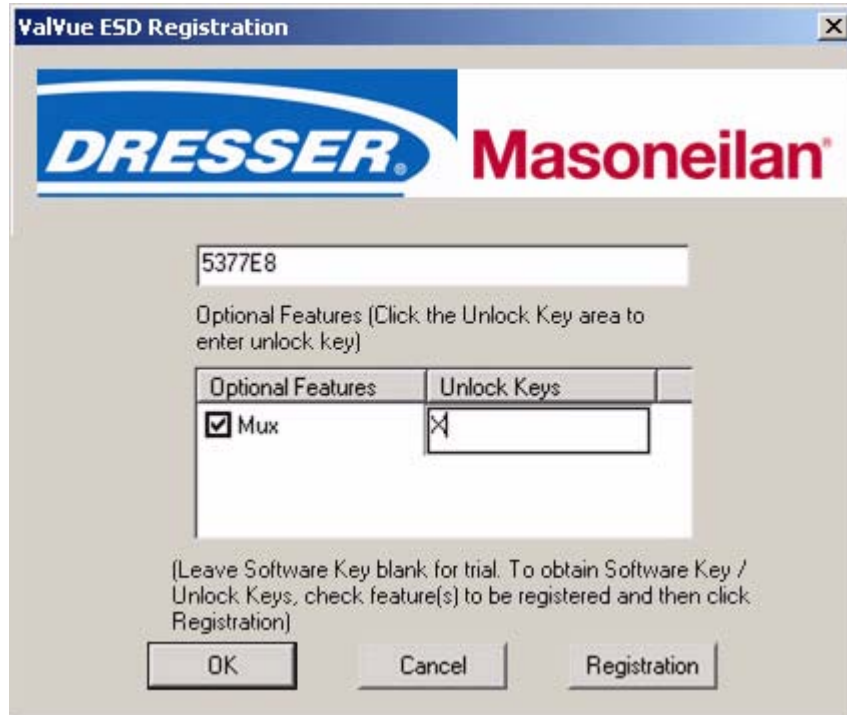 ValVue ESD Registration
DRESSER®
Masoneilan®
5377E8
Optional Features (Click the Unlock Key area to
enter unlock key)
Optional Features Unlock Keys
Mux X
(Leave Software Key blank for trial. To obtain Software Key /
Unlock Keys, check feature(s) to be registered and then click
Registration)
OK Cancel Registration